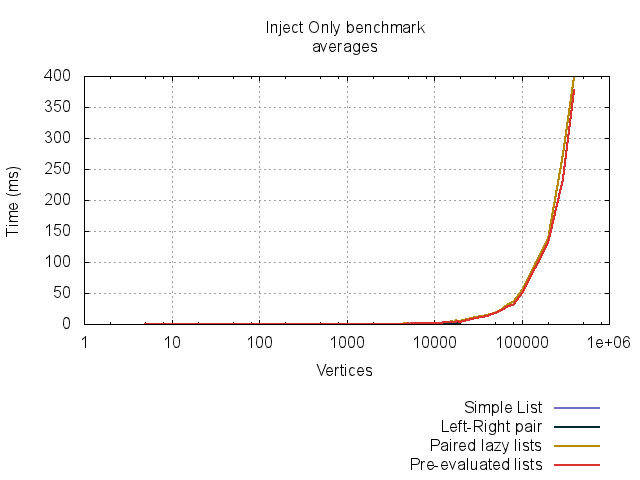 Inject Only benchmark
averages
400
350
300
250
200
150
100
50
0
Time (ms)
1 10 100 1000 10000 100000 1e+06
Vertices
Simple List
Left-Right pair
Paired lazy lists
Pre-evaluated lists